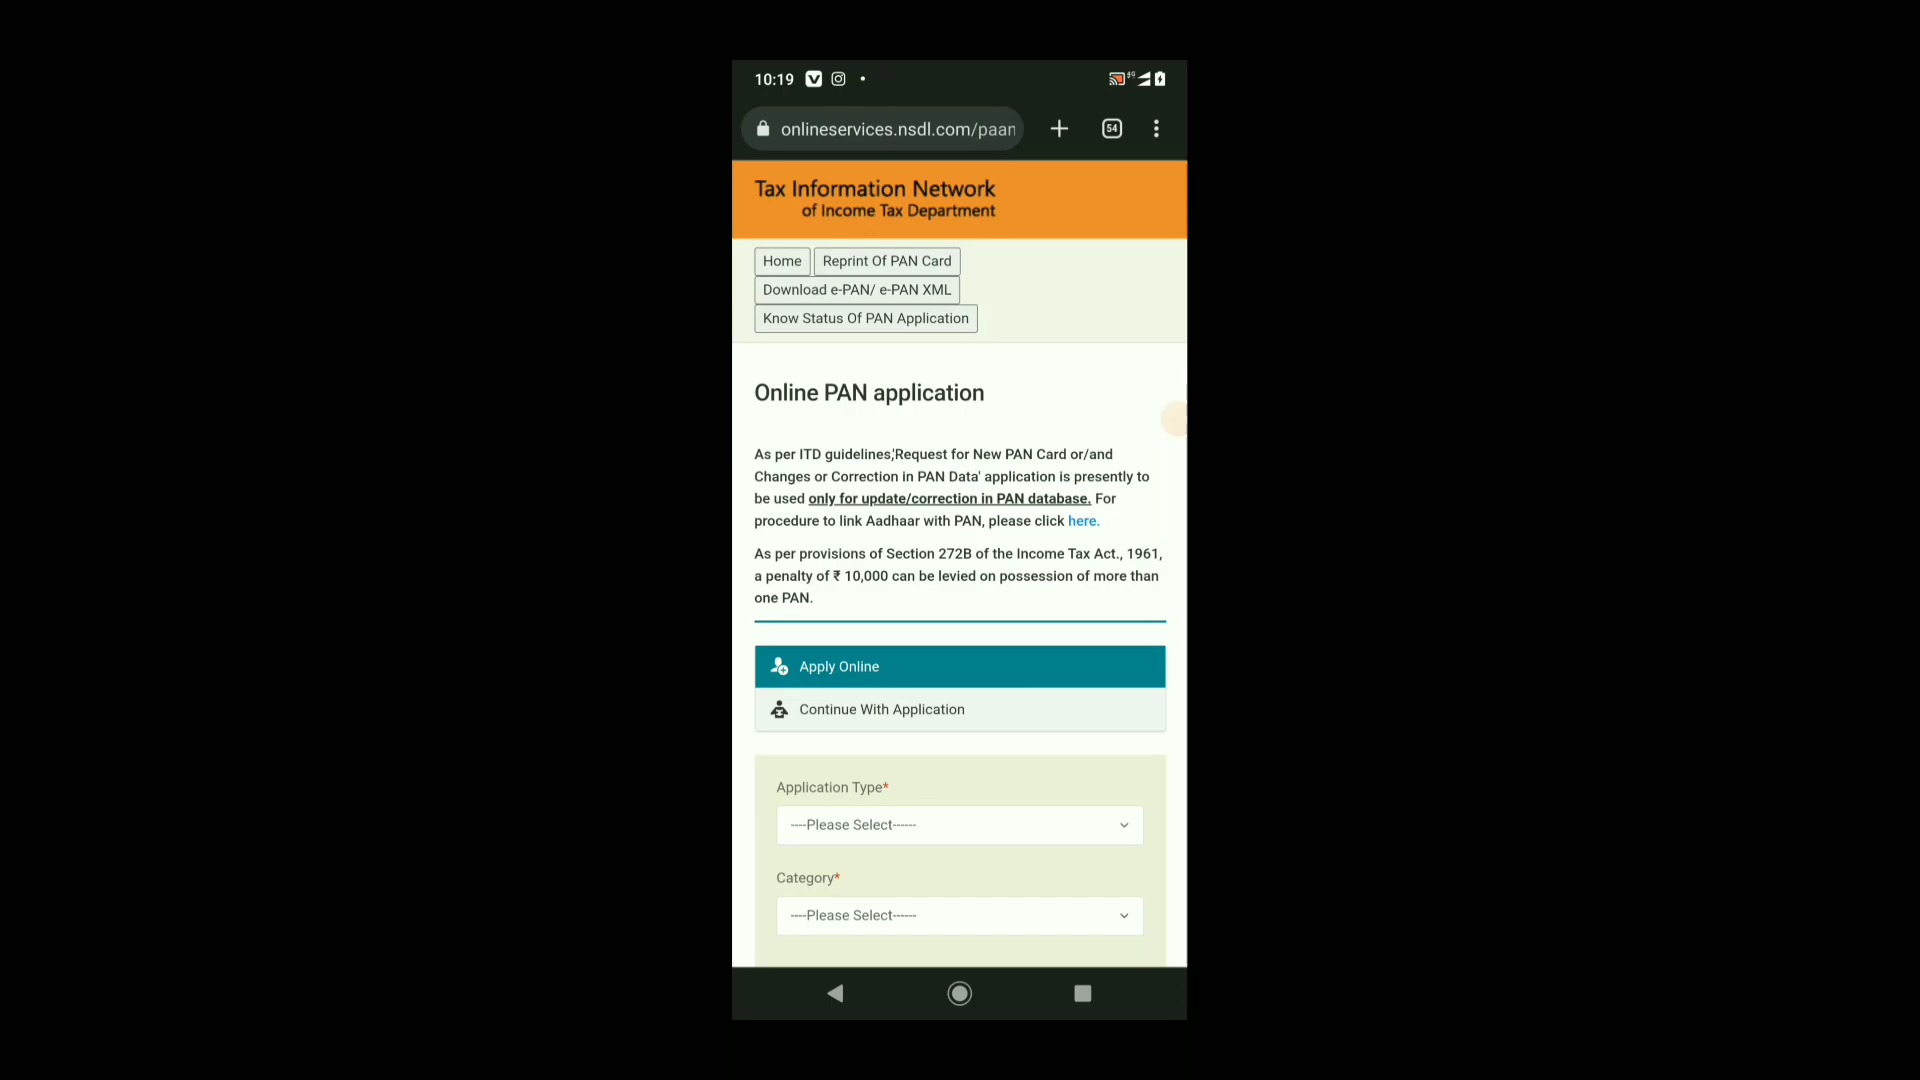 10:19
4G
onlineservices.nsdl.com/paan
54
Tax Information Network
of Income Tax Department
Home
Reprint Of PAN Card
Download e-PAN/ e-PAN XML
Know Status Of PAN Application
Online PAN application
As per ITD guidelines,'Request for New PAN Card or/and
Changes or Correction in PAN Data' application is presently to
be used only for update/correction in PAN database. For
procedure to link Aadhaar with PAN, please click here.
As per provisions of Section 272B of the Income Tax Act., 1961,
a penalty of ₹ 10,000 can be levied on possession of more than
one PAN.
Apply Online
Continue With Application
Application Type*
----Please Select------
Category*
----Please Select------